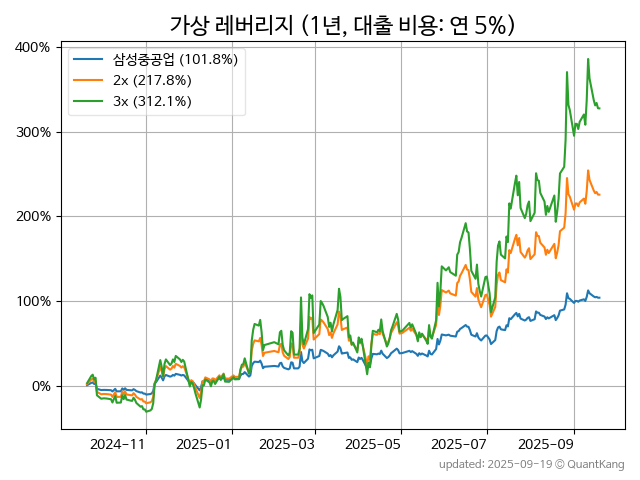 가상 레버리지 (1년, 대출 비용: 연 5%)
400%
300%
200%
100%
0%
삼성중공업 (101.8%)
2x (217.8%)
3x (312.1%)
2024-11
2025-01
2025-03
2025-05
2025-07
2025-09
updated: 2025-09-19 © QuantKang